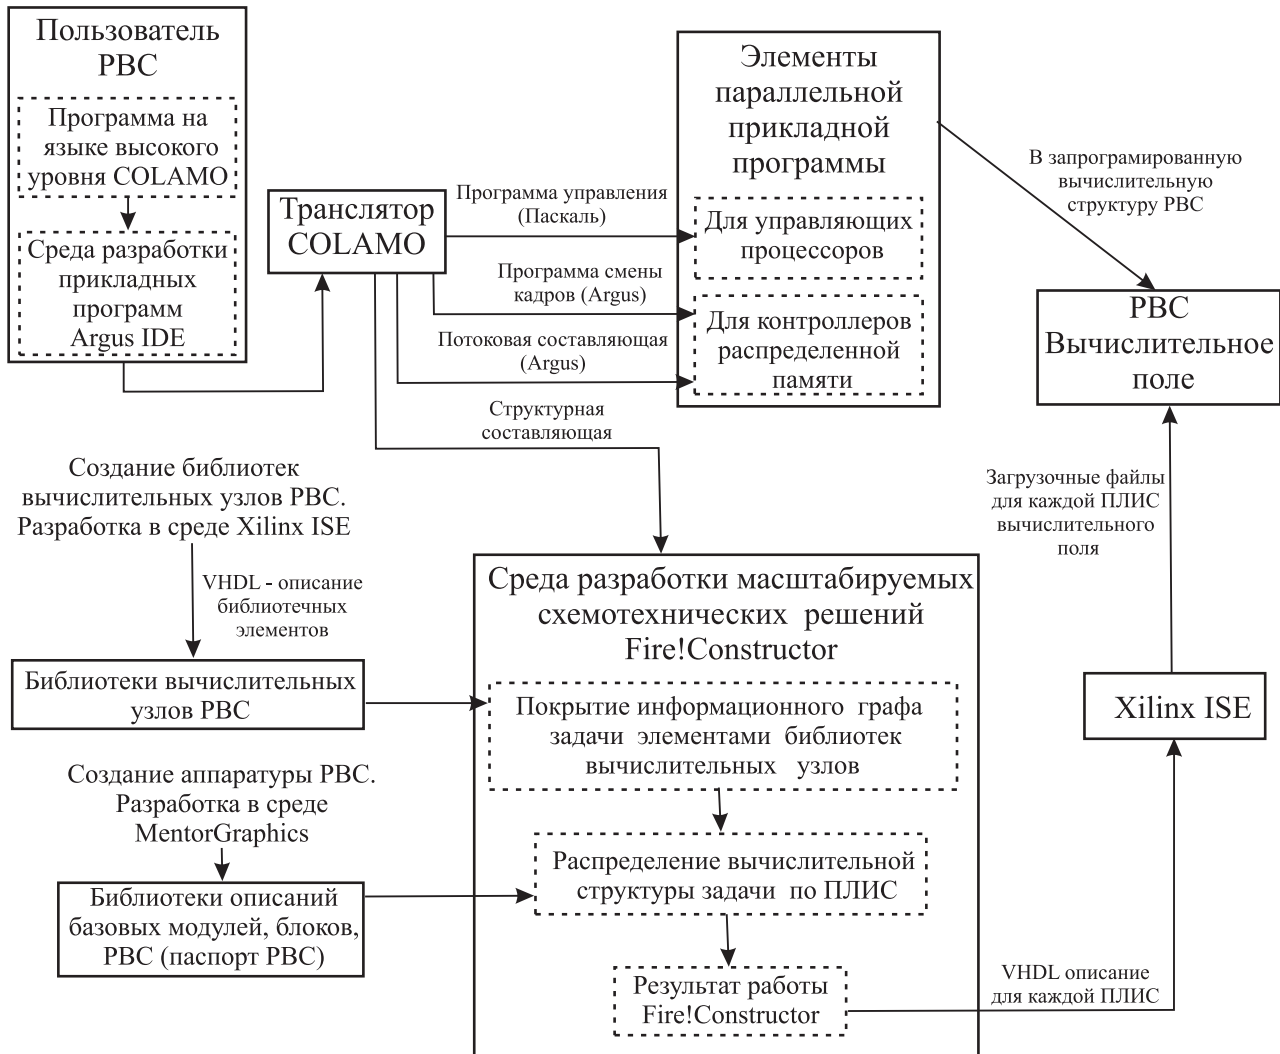 Пользователь
РВС
Программа на
языке высокого
уровня COLAMO
Среда разработки
прикладных
программ
Argus IDE
Транслятор
COLAMO
Программа управления
(Паскаль)
Программа смены
кадров (Argus)
Потоковая составляющая
(Argus)
Структурная
составляющая
Элементы
параллельной
прикладной
программы
Для управляющих
процессоров
Для контроллеров
распределенной
памяти
В запрограмированную
вычислительную
структуру РВС
РВС
Вычислительное
поле
Загрузочные файлы
для каждой ПЛИС
вычислительного
поля
Создание библиотек
вычислительных узлов РВС.
Разработка в среде Xilinx ISE
VHDL - описание
библиотечных
элементов
Библиотеки вычислительных
узлов РВС
Создание аппаратуры РВС.
Разработка в среде
MentorGraphics
Библиотеки описаний
базовых модулей, блоков,
РВС (паспорт РВС)
Среда разработки масштабируемых
схемотехнических решений
Fire!Constructor
Покрытие информационного графа
задачи элементами библиотек
вычислительных узлов
Распределение вычислительной
структуры задачи по ПЛИС
Результат работы
Fire!Constructor
VHDL описание
для каждой ПЛИС
Xilinx ISE